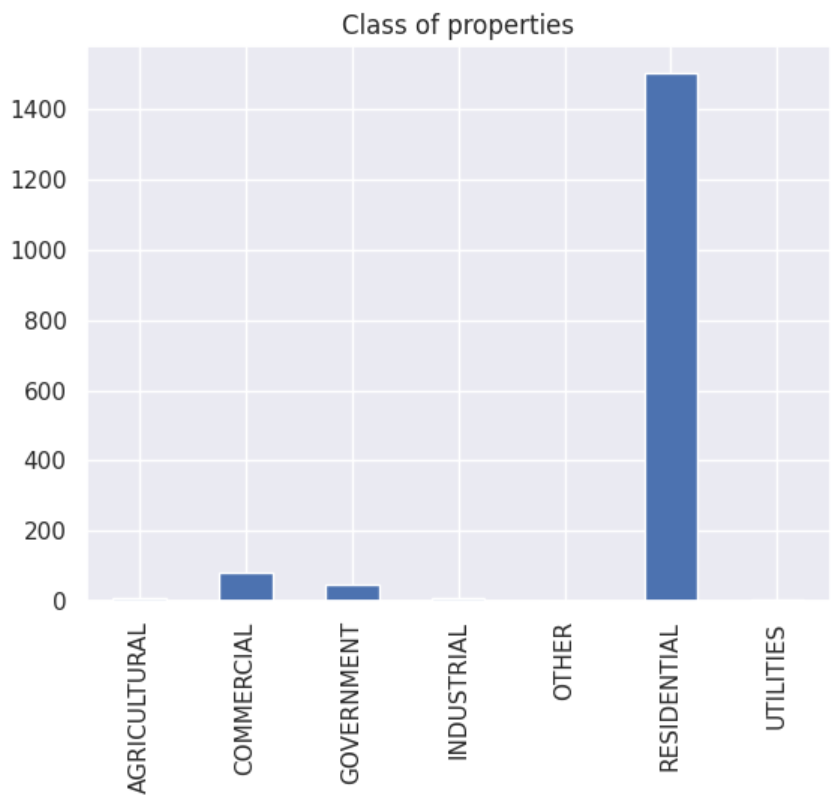 Class of properties
1400
1200
1000
800
600
400
200
0
AGRICULTURAL
COMMERCIAL
GOVERNMENT
INDUSTRIAL
OTHER
RESIDENTIAL
UTILITIES